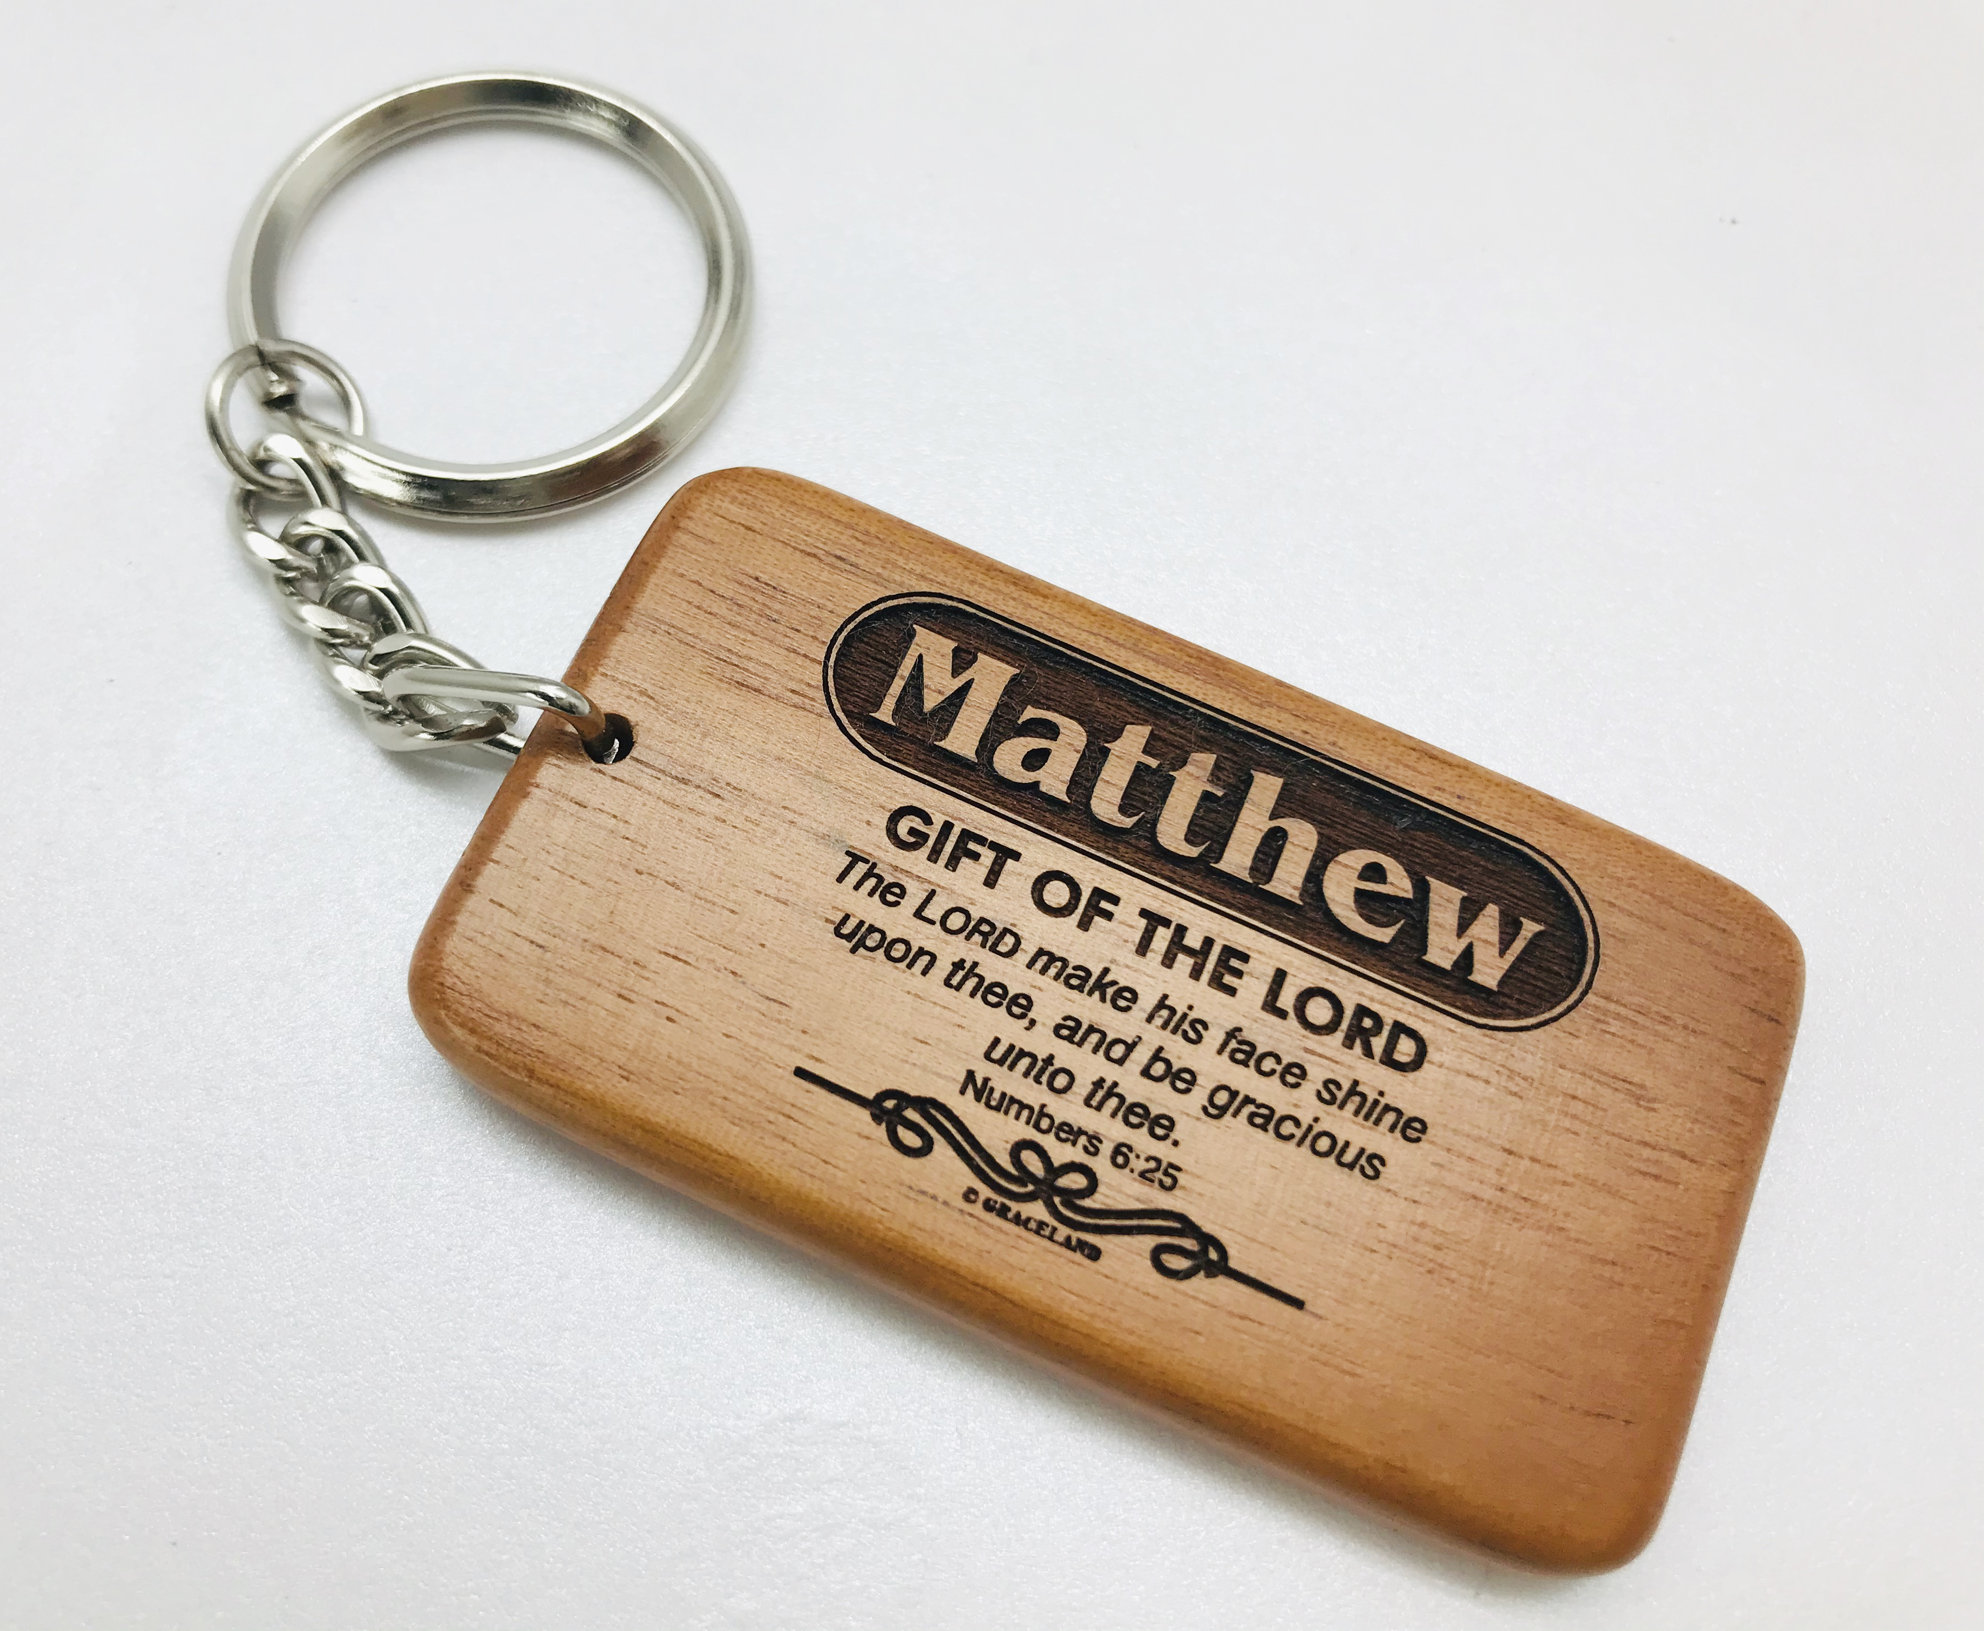 Matthew
GIFT OF THE LORD
The LORD make his face shine
upon thee, and be gracious
unto thee.
Numbers 6:25
© GRACELAND